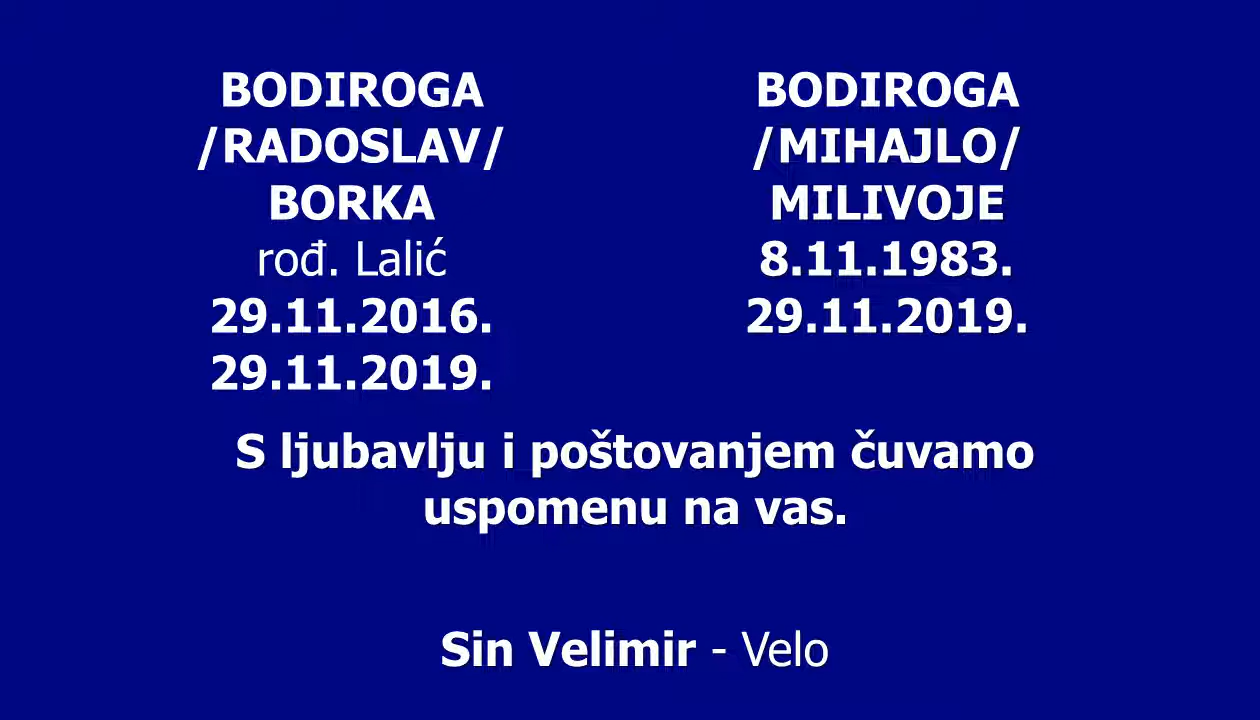 BODIROGA
/RADOSLAV/
BORKA
rođ. Lalić
29.11.2016.
29.11.2019.
BODIROGA
/MIHAJLO/
MILIVOJE
8.11.1983.
29.11.2019.
S ljubavlju i poštovanjem čuvamo
uspomenu na vas.
Sin Velimir - Velo